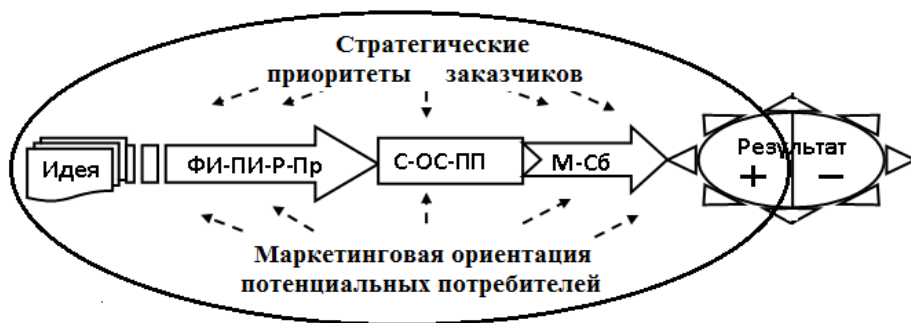 Стратегические
приоритеты заказчиков
Идея
ФИ-ПИ-Р-Пр
С-ОС-ПП
М-Сб
Результат
+ −
Маркетинговая ориентация
потенциальных потребителей